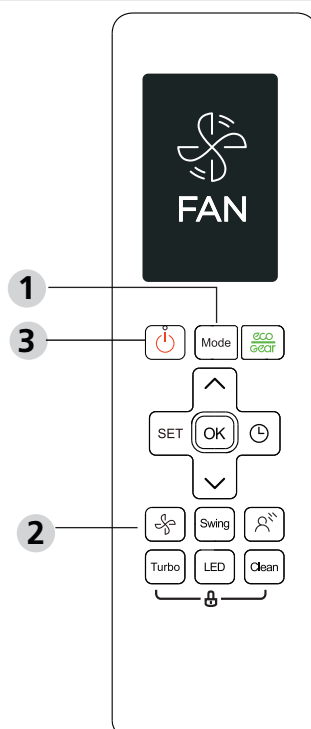 FAN
1
3
Mode
eco
Gear
SET
OK
2
Swing
Turbo
LED
Clean